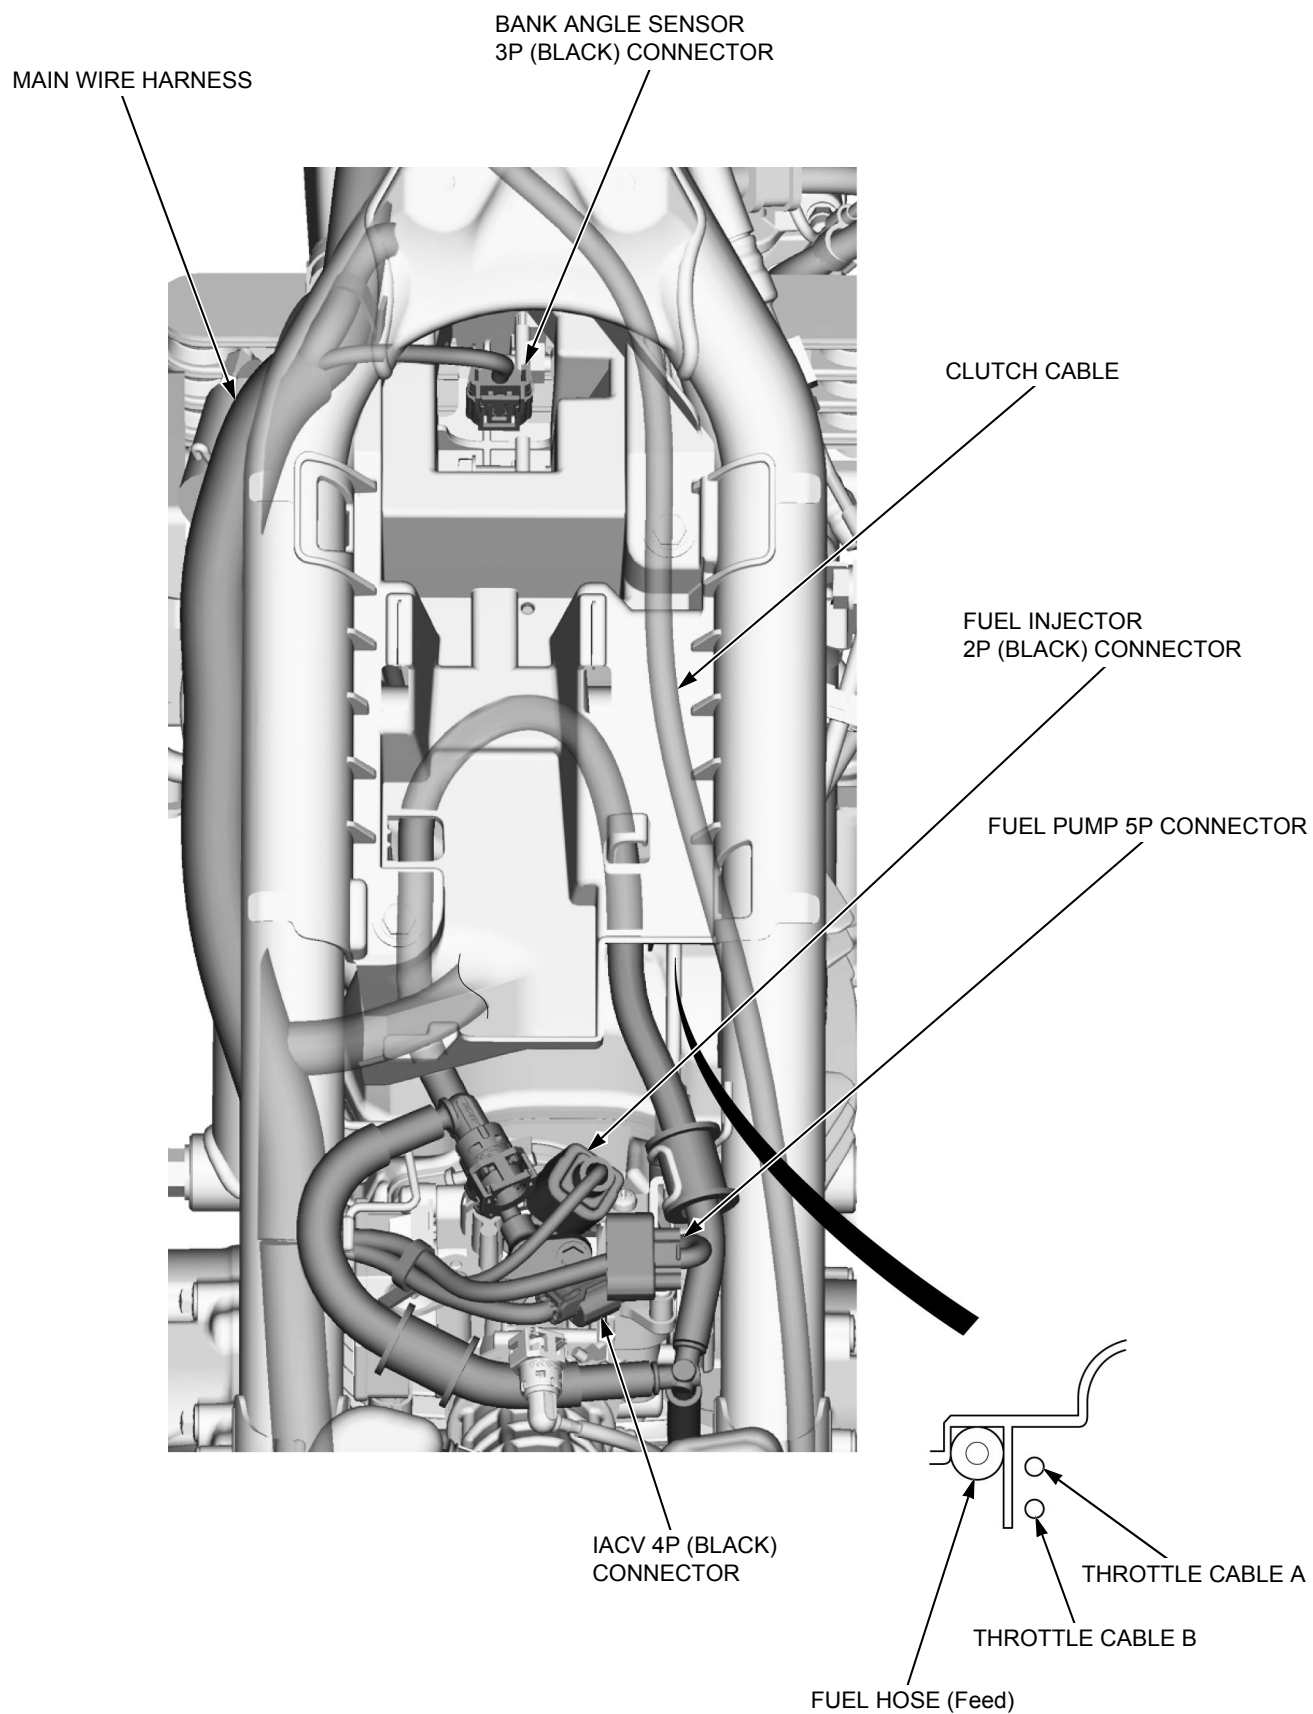 BANK ANGLE SENSOR
3P (BLACK) CONNECTOR
MAIN WIRE HARNESS
CLUTCH CABLE
FUEL INJECTOR
2P (BLACK) CONNECTOR
FUEL PUMP 5P CONNECTOR
IACV 4P (BLACK)
CONNECTOR
THROTTLE CABLE A
THROTTLE CABLE B
FUEL HOSE (Feed)